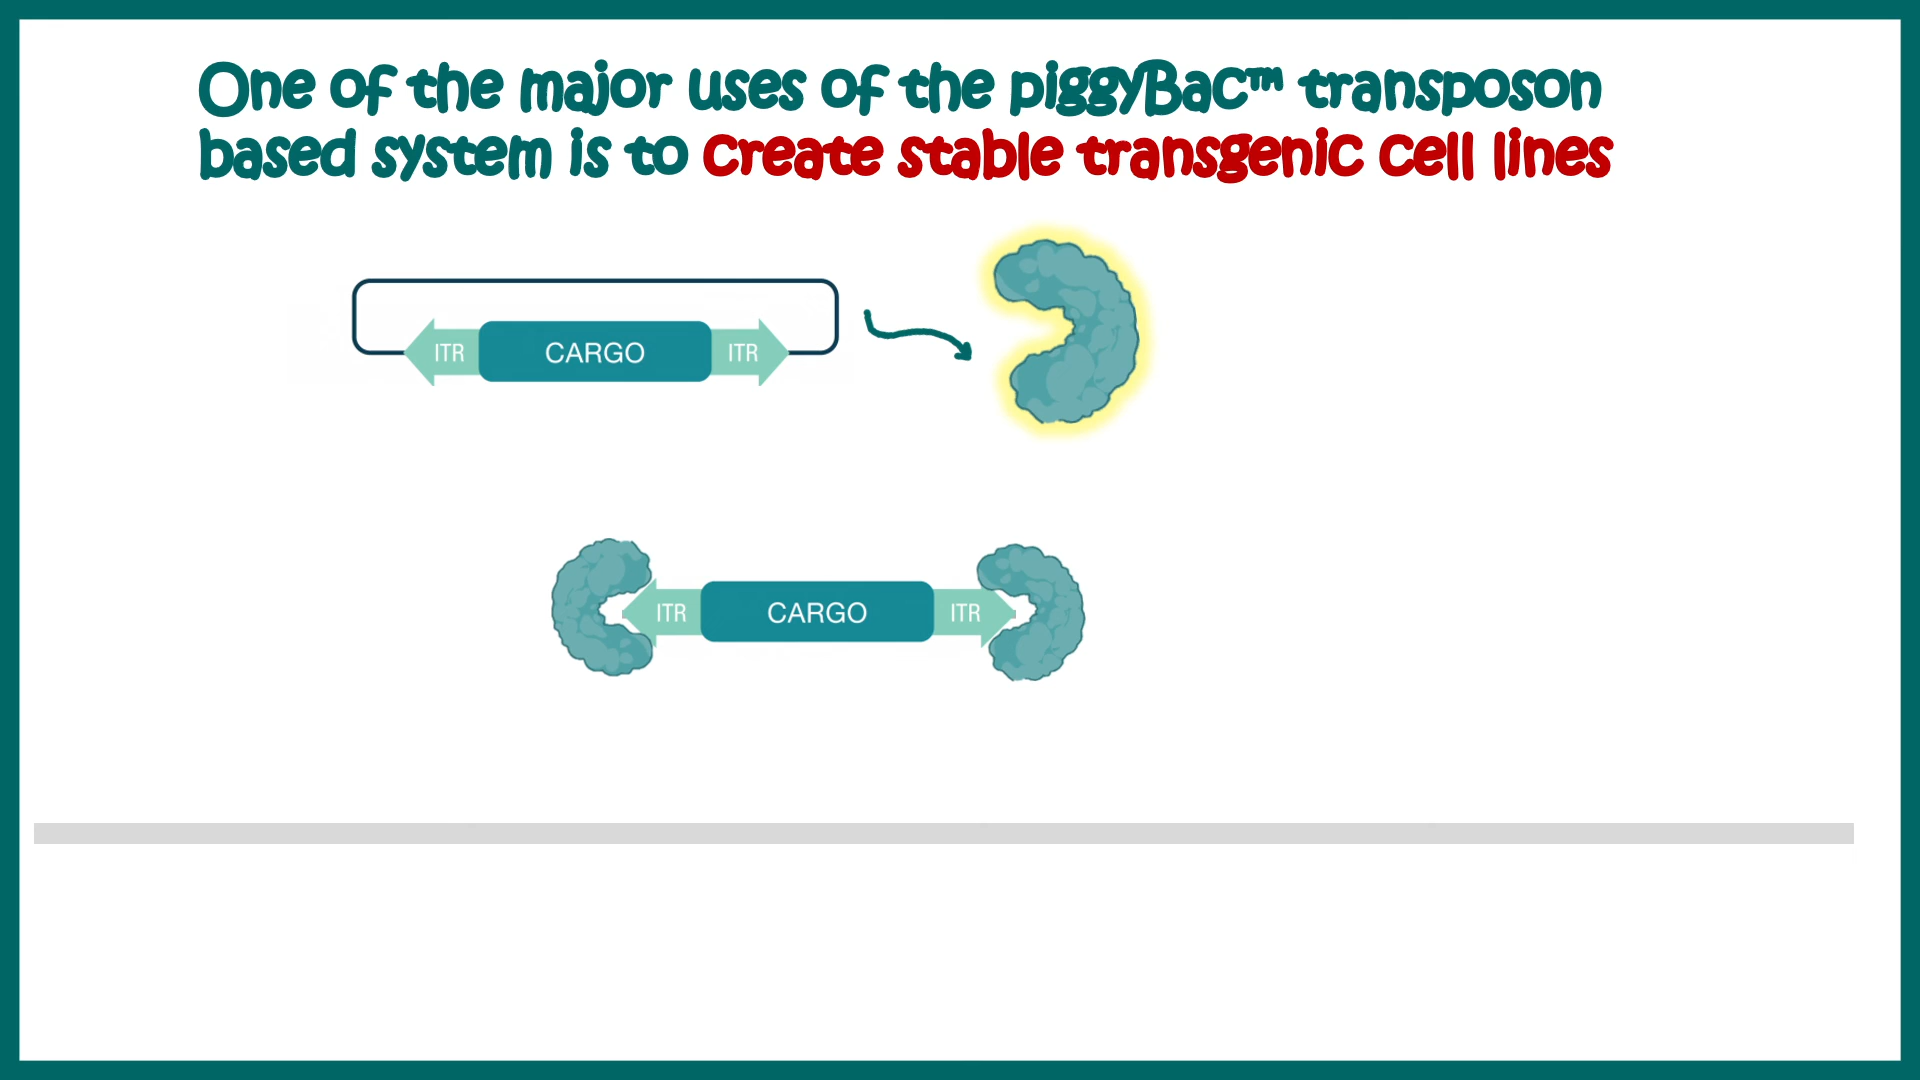 One of the major uses of the piggyBac™ transposon
based system is to create stable transgenic cell lines
ITR CARGO ITR
ITR CARGO ITR